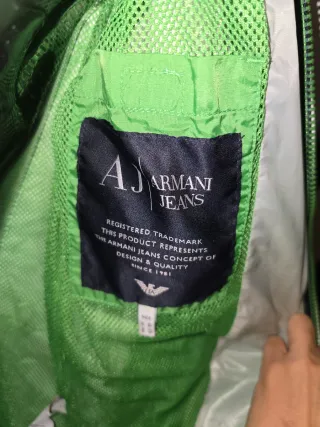 AJ ARMANI
JEANS
REGISTERED TRADEMARK
THIS PRODUCT REPRESENTS
THE ARMANI JEANS CONCEPT OF
DESIGN & QUALITY
SINCE 1981